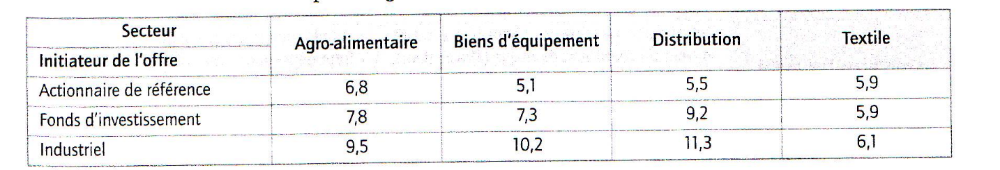 Secteur
Initiateur de l'offre
Agro-alimentaire
Biens d'équipement
Distribution
Textile
Actionnaire de référence 6,8 5,1 5,5 5,9
Fonds d'investissement 7,8 7,3 9,2 5,9
Industriel 9,5 10,2 11,3 6,1